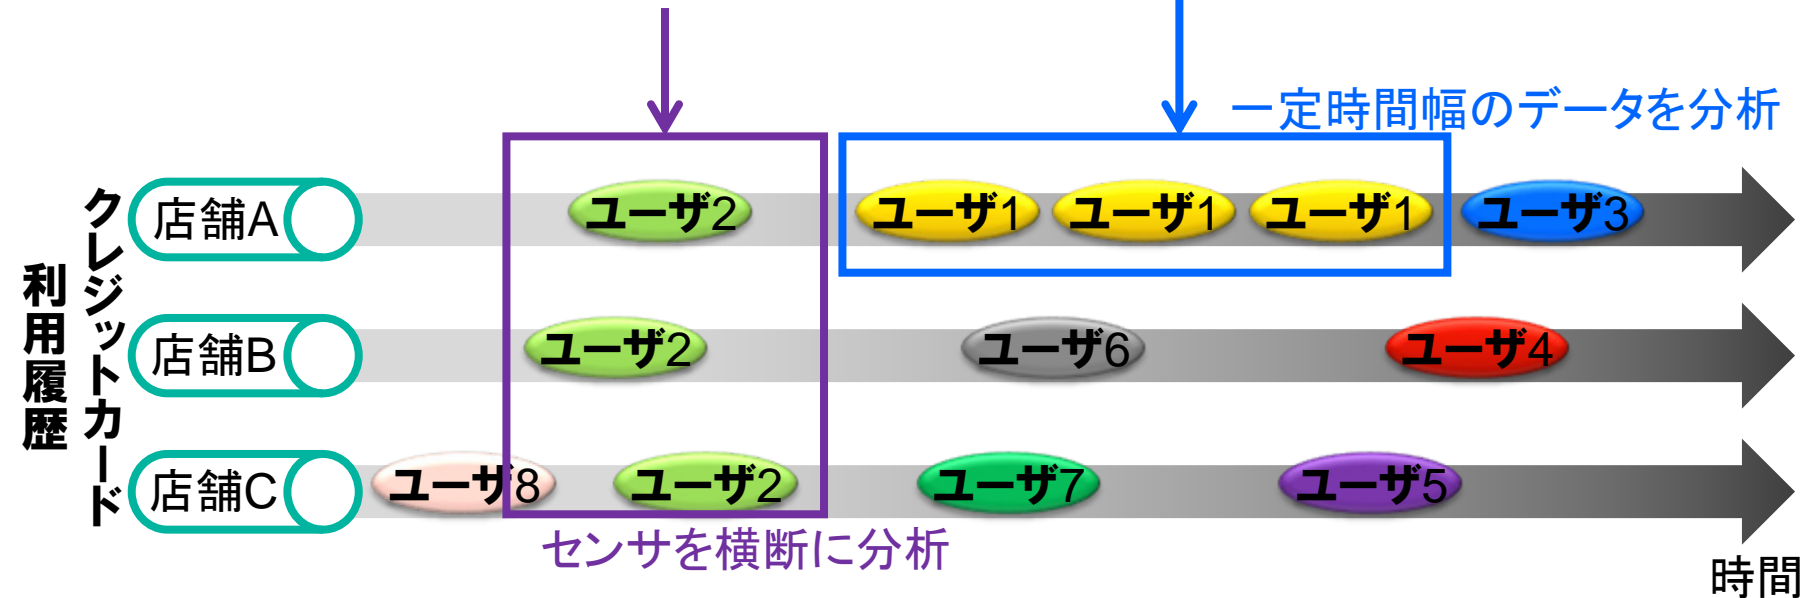 一定時間幅のデータを分析
クレジットカード
利用履歴
店舗A
ユーザ2
ユーザ1
ユーザ1
ユーザ1
ユーザ3
店舗B
ユーザ2
ユーザ6
ユーザ4
店舗C
ユーザ8
ユーザ2
ユーザ7
ユーザ5
センサを横断に分析
時間